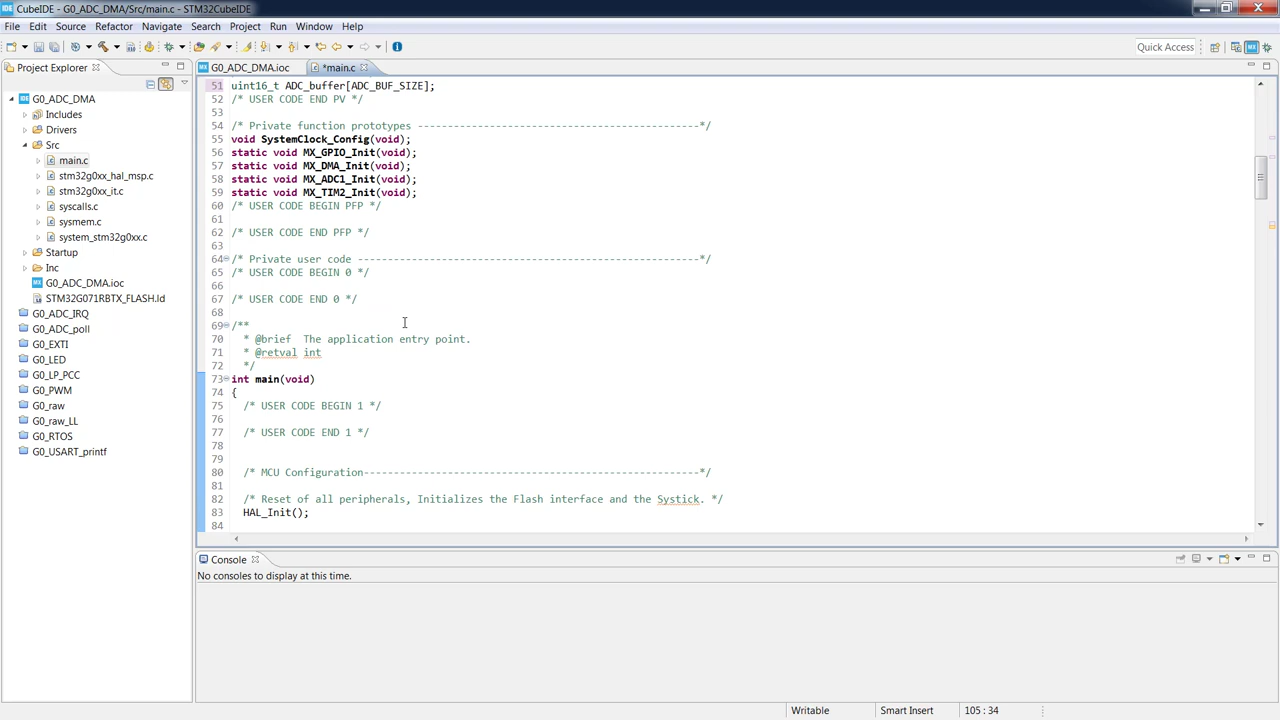 IDE CubeIDE - G0_ADC_DMA/Src/main.c - STM32CubeIDE
File Edit Source Refactor Navigate Search Project Run Window Help
Quick Access
Project Explorer
IDE G0_ADC_DMA
Includes
Drivers
Src
main.c
stm32g0xx_hal_msp.c
stm32g0xx_it.c
syscalls.c
sysmem.c
system_stm32g0xx.c
Startup
Inc
MX G0_ADC_DMA.ioc
STM32G071RBTX_FLASH.ld
G0_ADC_IRQ
G0_ADC_poll
G0_EXTI
G0_LED
G0_LP_PCC
G0_PWM
G0_raw
G0_raw_LL
G0_RTOS
G0_USART_printf
MX G0_ADC_DMA.ioc *main.c
51 uint16_t ADC_buffer[ADC_BUF_SIZE];
52 /* USER CODE END PV */
53
54 /* Private function prototypes -----------------------------------------------*/
55 void SystemClock_Config(void);
56 static void MX_GPIO_Init(void);
57 static void MX_DMA_Init(void);
58 static void MX_ADC1_Init(void);
59 static void MX_TIM2_Init(void);
60 /* USER CODE BEGIN PFP */
61
62 /* USER CODE END PFP */
63
64 /* Private user code ---------------------------------------------------------*/
65 /* USER CODE BEGIN 0 */
66
67 /* USER CODE END 0 */
68
69 /**
70 * @brief  The application entry point.
71 * @retval int
72 */
73 int main(void)
74 {
75 /* USER CODE BEGIN 1 */
76
77 /* USER CODE END 1 */
78
79
80 /* MCU Configuration--------------------------------------------------------*/
81
82 /* Reset of all peripherals, Initializes the Flash interface and the Systick. */
83 HAL_Init();
84
Console
No consoles to display at this time.
Writable Smart Insert 105 : 34